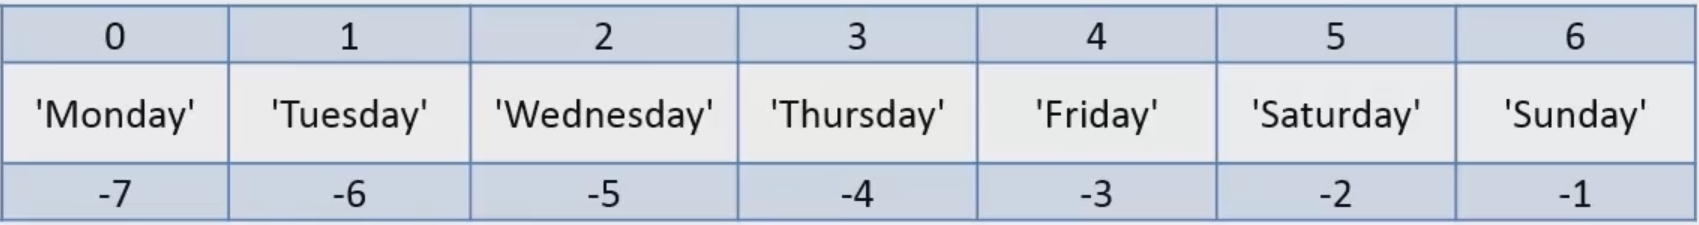 0 1 2 3 4 5 6
'Monday' 'Tuesday' 'Wednesday' 'Thursday' 'Friday' 'Saturday' 'Sunday'
-7 -6 -5 -4 -3 -2 -1